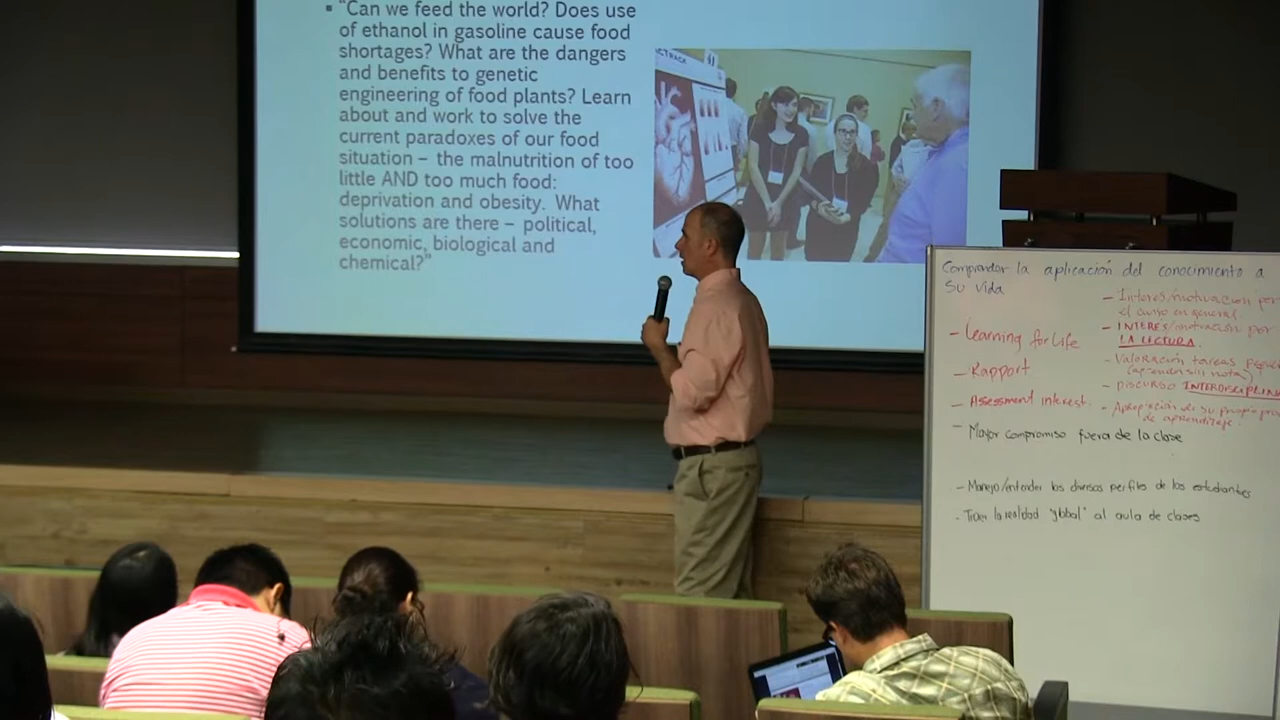 ▪ "Can we feed the world? Does use
of ethanol in gasoline cause food
shortages? What are the dangers
and benefits to genetic
engineering of food plants? Learn
about and work to solve the
current paradoxes of our food
situation – the malnutrition of too
little AND too much food:
deprivation and obesity. What
solutions are there – political,
economic, biological and
chemical?"
Comprender la aplicación del conocimiento a
su vida
- Learning for Life
- Rapport
- Assessment interest.
- Mayor compromiso fuera de la clase
- Manejo/entender los diversos perfiles de los estudiantes
- Traer la realidad "global" al aula de clases
- Interes/motivación
el curso en general
- INTERES/motivación por
LA LECTURA.
- Valoración tareas
- DISCURSO
- Apropiación de su propio
de aprendizaje.